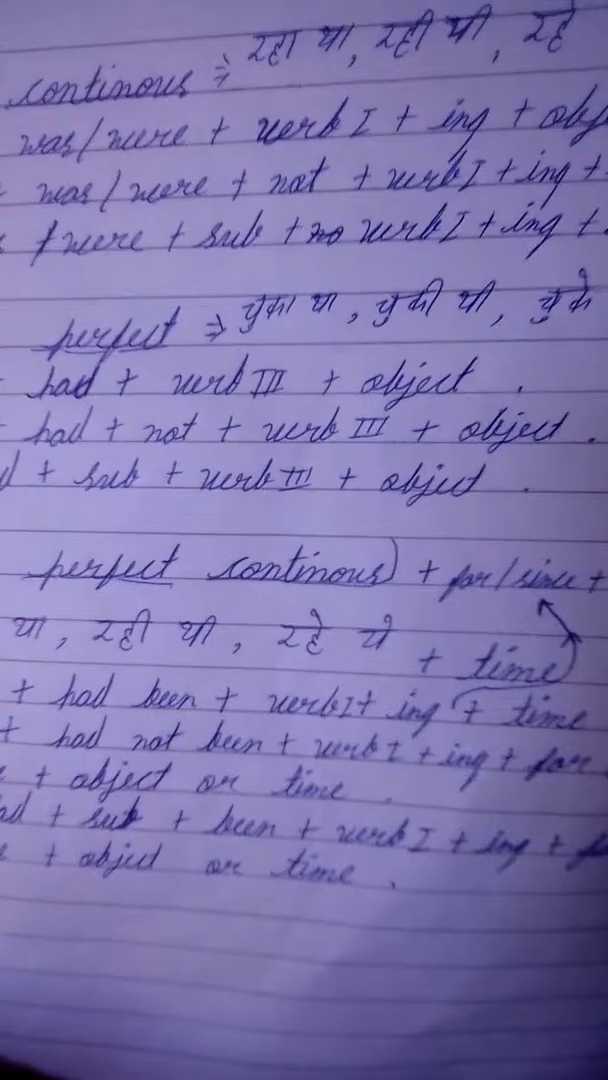 continous ⇒ रहा था, रही थी, रहे
was/were + verb I + ing + obj
was/were + not + verb I + ing +
/were + sub + verb I + ing +
perfect ⇒ चुका था, चुकी थी, चुके
had + verb III + object.
had + not + verb III + object.
+ sub + verb III + object.
perfect continous) + for/since +
था, रही थी, रहे थे + time)
+ had been + verb I + ing + time
+ had not been + verb I + ing + for
+ object or time.
+ sub + been + verb I + ing +
+ object or time.